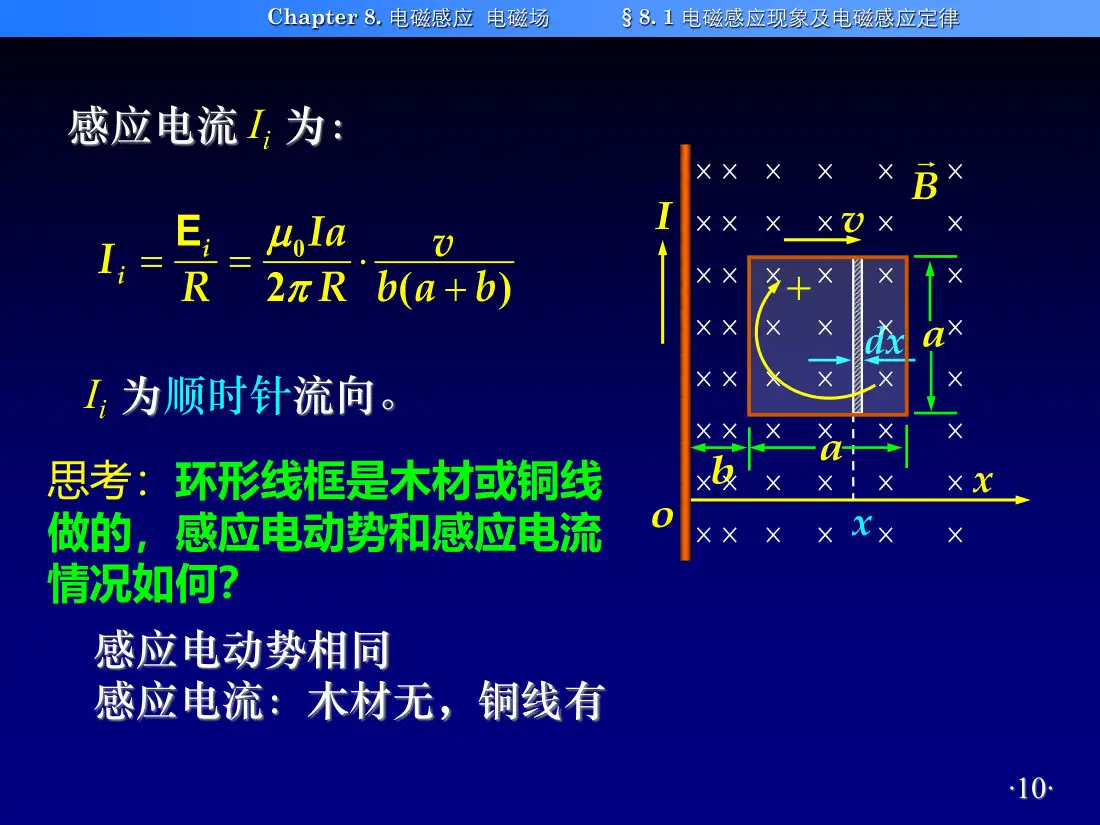 Chapter 8. 电磁感应 电磁场 §8. 1 电磁感应现象及电磁感应定律
感应电流 Iᵢ 为：
Iᵢ = Eᵢ/R = μ₀Ia/2πR · v/b(a+b)
Iᵢ 为顺时针流向。
思考：环形线框是木材或铜线
做的，感应电动势和感应电流
情况如何？
感应电动势相同
感应电流：木材无，铜线有
B⃗
I
v
+
dx
a
a
b
x
o
x
·10·